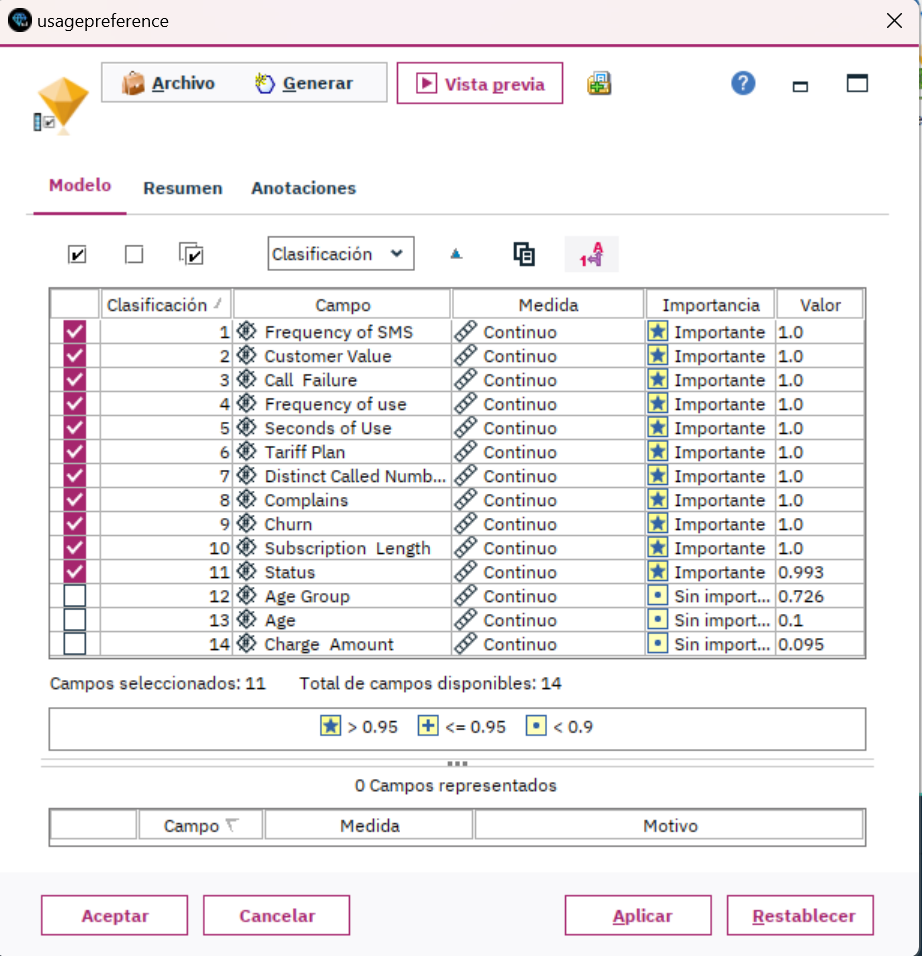 usagepreference
Archivo Generar Vista previa ?
Modelo Resumen Anotaciones
Clasificación
Clasificación Campo Medida Importancia Valor
1 Frequency of SMS Continuo Importante 1.0
2 Customer Value Continuo Importante 1.0
3 Call Failure Continuo Importante 1.0
4 Frequency of use Continuo Importante 1.0
5 Seconds of Use Continuo Importante 1.0
6 Tariff Plan Continuo Importante 1.0
7 Distinct Called Numb... Continuo Importante 1.0
8 Complains Continuo Importante 1.0
9 Churn Continuo Importante 1.0
10 Subscription Length Continuo Importante 1.0
11 Status Continuo Importante 0.993
12 Age Group Continuo Sin import... 0.726
13 Age Continuo Sin import... 0.1
14 Charge Amount Continuo Sin import... 0.095
Campos seleccionados: 11 Total de campos disponibles: 14
> 0.95 <= 0.95 < 0.9
0 Campos representados
Campo Medida Motivo
Aceptar Cancelar Aplicar Restablecer